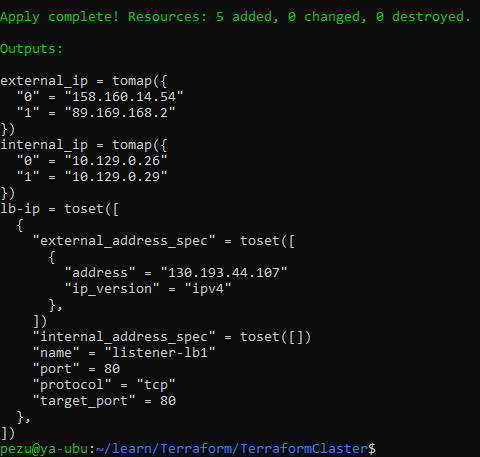 Apply complete! Resources: 5 added, 0 changed, 0 destroyed.
Outputs:
external_ip = tomap({
  "0" = "158.160.14.54"
  "1" = "89.169.168.2"
})
internal_ip = tomap({
  "0" = "10.129.0.26"
  "1" = "10.129.0.29"
})
lb-ip = toset([
  {
    "external_address_spec" = toset([
      {
        "address" = "130.193.44.107"
        "ip_version" = "ipv4"
      },
    ])
    "internal_address_spec" = toset([])
    "name" = "listener-lb1"
    "port" = 80
    "protocol" = "tcp"
    "target_port" = 80
  },
])
pezu@ya-ubu:~/learn/Terraform/TerraformClaster$